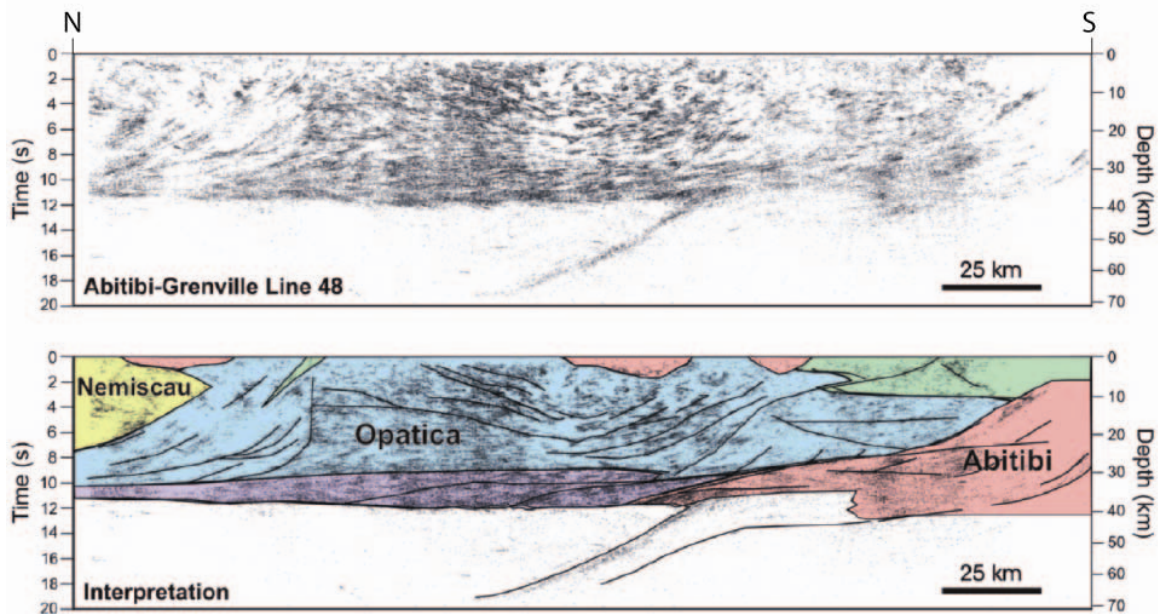 N S
0 0
2
4 10
6 20
8
10 30
12 40
14 50
16
18 60
20 70
Time (s)
Depth (km)
25 km
Abitibi-Grenville Line 48
0 0
2
4 10
6 20
8
10 30
12 40
14 50
16
18 60
20 70
Time (s)
Depth (km)
Nemiscau
Opatica
Abitibi
25 km
Interpretation